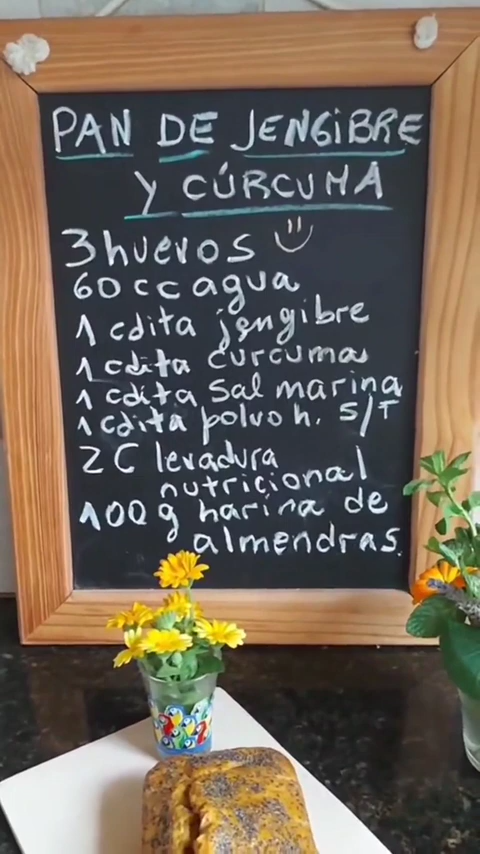 PAN DE JENGiBRE
Y CÚRCUMA
3 huevos
60 cc agua
1 cdita jengibre
1 cdita curcuma
1 cdita sal marina
1 cdita polvo h. S/T
2 C levadura
nutricional
100 g harina de
almendras.